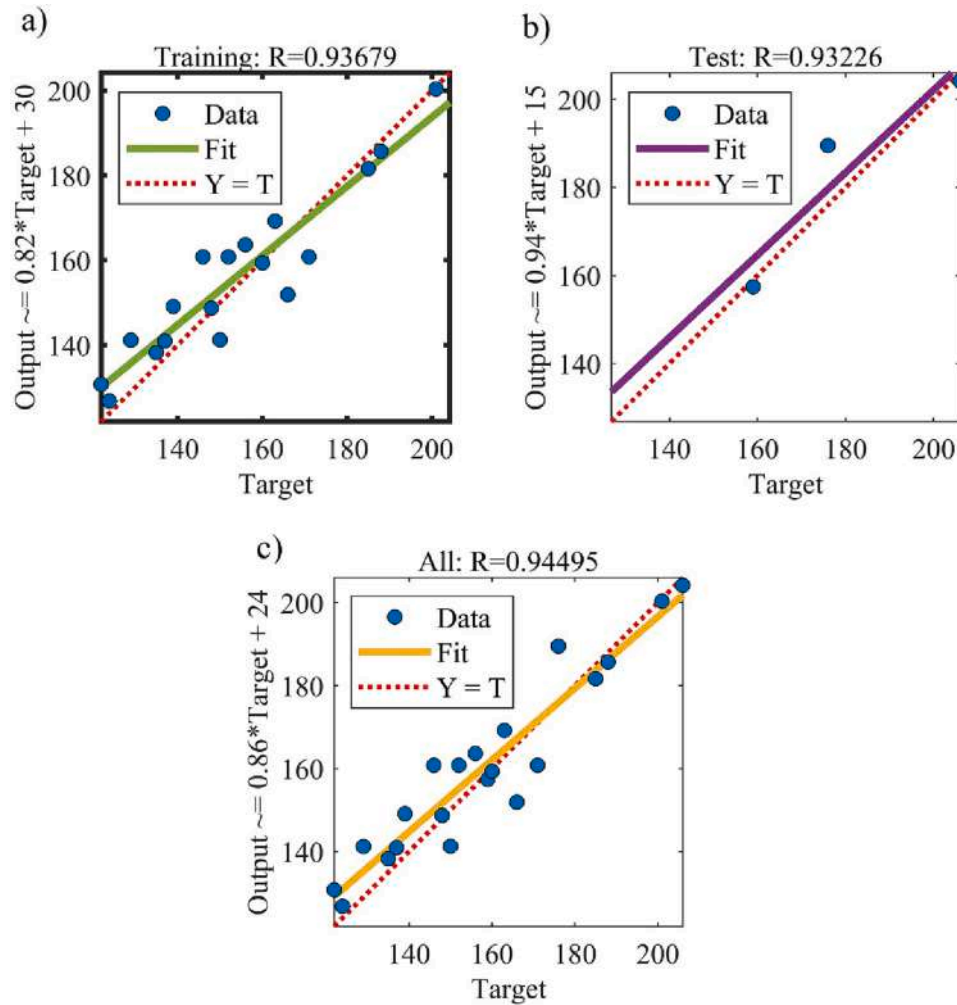 a)
Training: R=0.93679
Output ~= 0.82*Target + 30
200
180
160
140
Data
Fit
Y = T
140 160 180 200
Target
b)
Test: R=0.93226
Output ~= 0.94*Target + 15
200
180
160
140
Data
Fit
Y = T
140 160 180 200
Target
c)
All: R=0.94495
Output ~= 0.86*Target + 24
200
180
160
140
Data
Fit
Y = T
140 160 180 200
Target